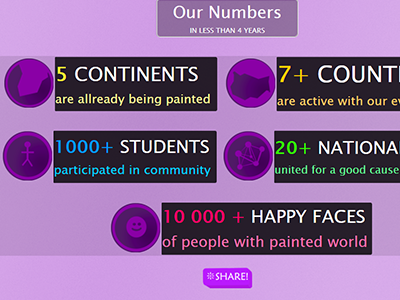 Our Numbers
IN LESS THAN 4 YEARS
5 CONTINENTS
are allready being painted
7+ COUNT
are active with our ev
1000+ STUDENTS
participated in community
20+ NATIONA
united for a good cause
10 000 + HAPPY FACES
of people with painted world
SHARE!